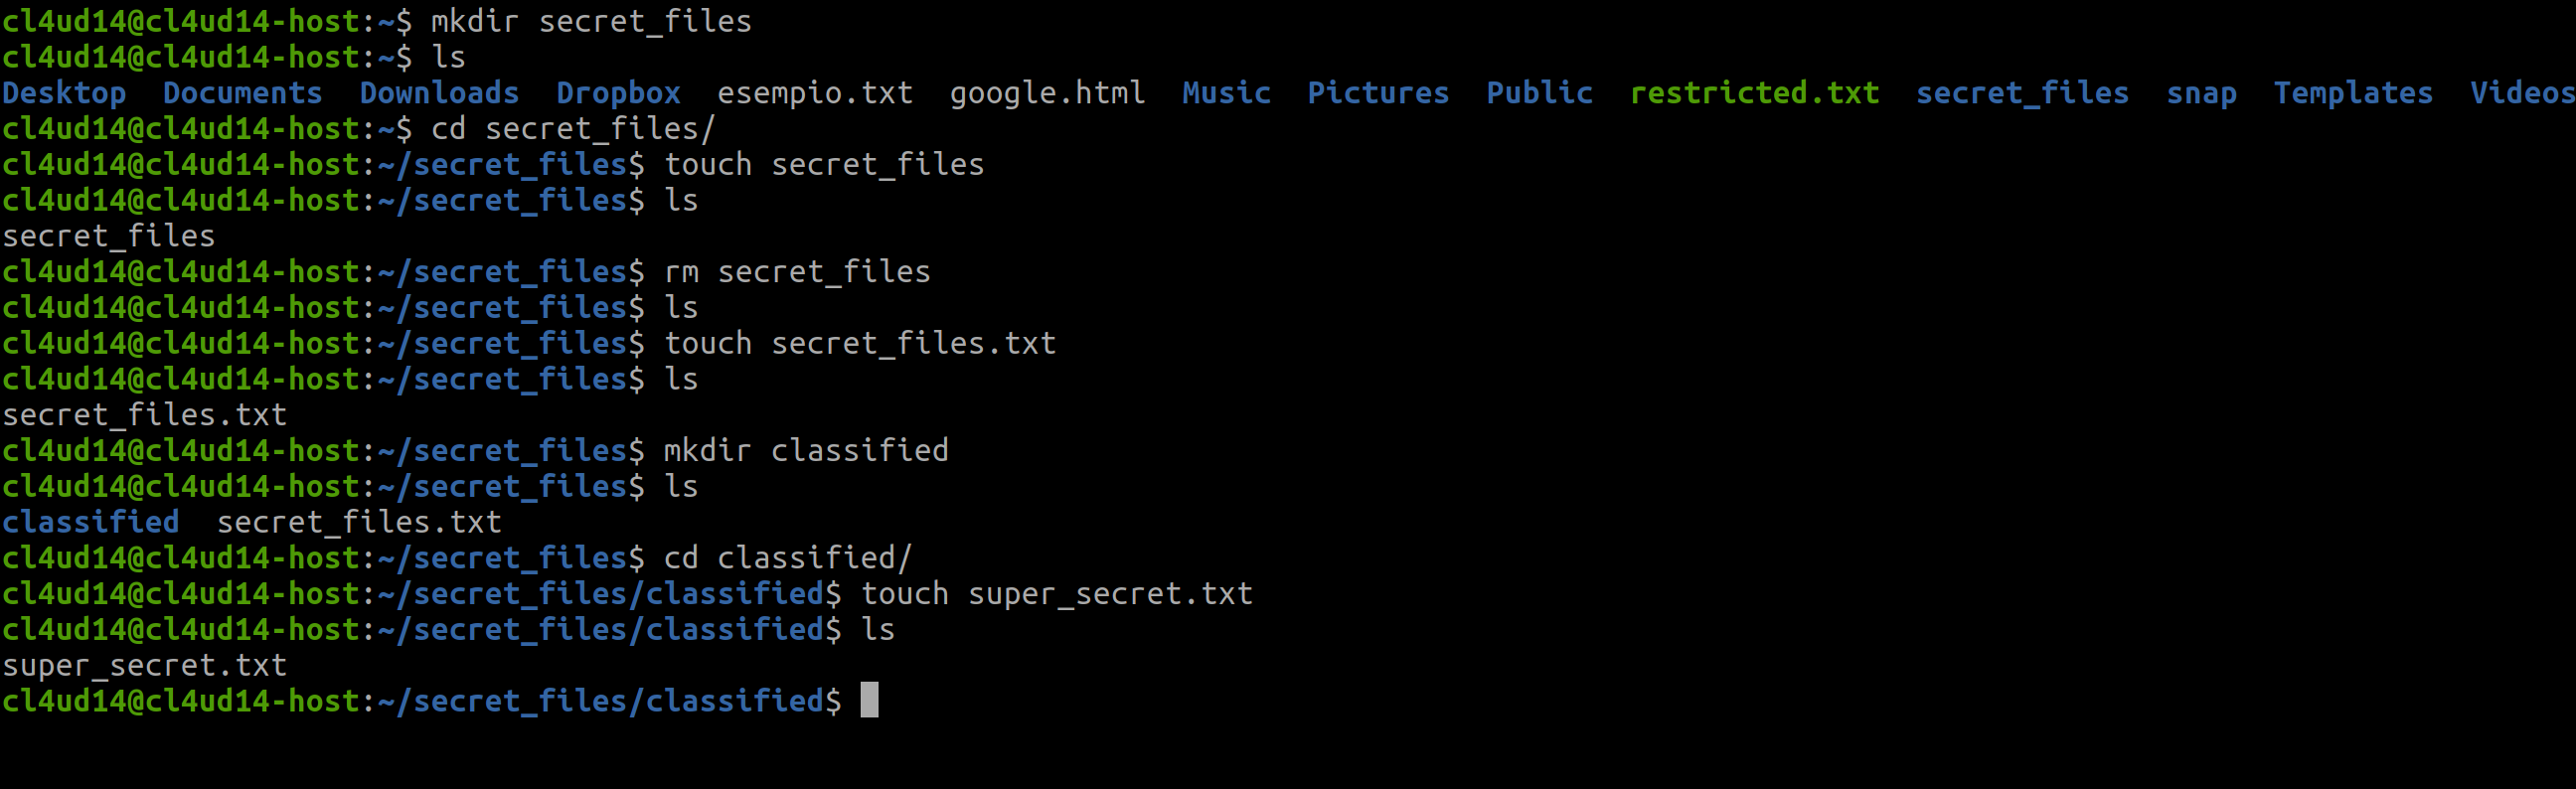 cl4ud14@cl4ud14-host:~$ mkdir secret_files
cl4ud14@cl4ud14-host:~$ ls
Desktop  Documents  Downloads  Dropbox  esempio.txt  google.html  Music  Pictures  Public  restricted.txt  secret_files  snap  Templates  Videos
cl4ud14@cl4ud14-host:~$ cd secret_files/
cl4ud14@cl4ud14-host:~/secret_files$ touch secret_files
cl4ud14@cl4ud14-host:~/secret_files$ ls
secret_files
cl4ud14@cl4ud14-host:~/secret_files$ rm secret_files
cl4ud14@cl4ud14-host:~/secret_files$ ls
cl4ud14@cl4ud14-host:~/secret_files$ touch secret_files.txt
cl4ud14@cl4ud14-host:~/secret_files$ ls
secret_files.txt
cl4ud14@cl4ud14-host:~/secret_files$ mkdir classified
cl4ud14@cl4ud14-host:~/secret_files$ ls
classified  secret_files.txt
cl4ud14@cl4ud14-host:~/secret_files$ cd classified/
cl4ud14@cl4ud14-host:~/secret_files/classified$ touch super_secret.txt
cl4ud14@cl4ud14-host:~/secret_files/classified$ ls
super_secret.txt
cl4ud14@cl4ud14-host:~/secret_files/classified$